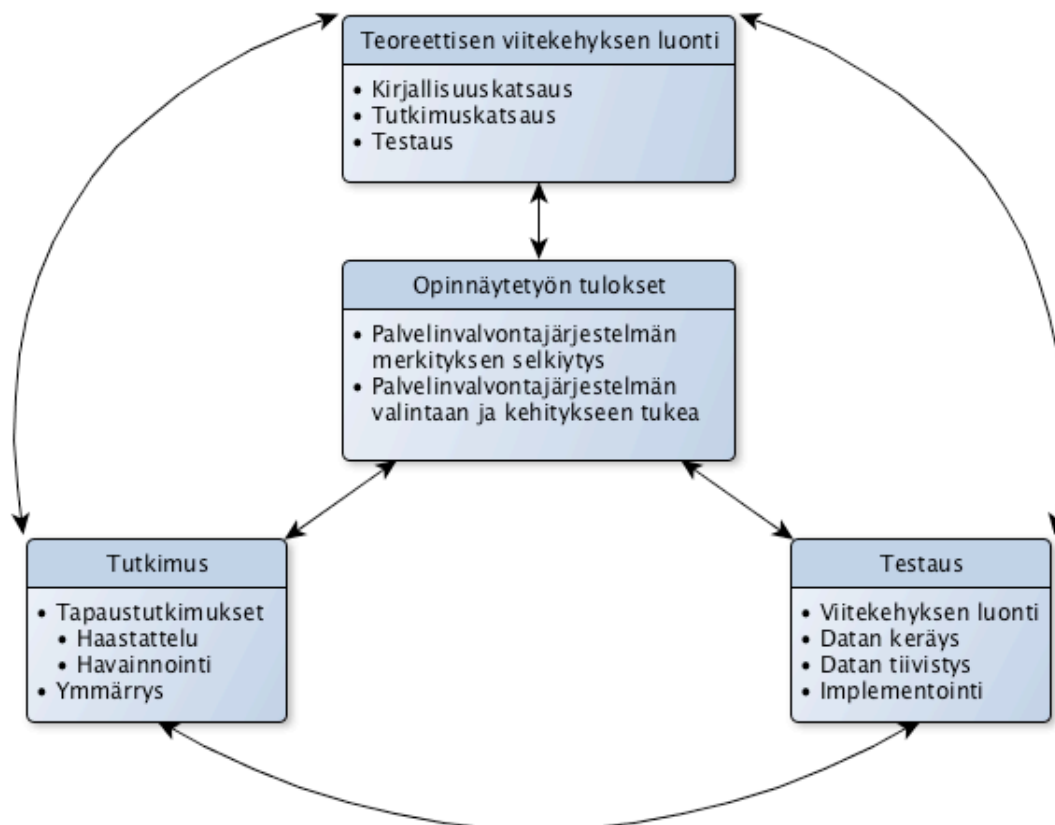 Teoreettisen viitekehyksen luonti
• Kirjallisuuskatsaus
• Tutkimuskatsaus
• Testaus
Opinnäytetyön tulokset
• Palvelinvalvontajärjestelmän
merkityksen selkiytys
• Palvelinvalvontajärjestelmän
valintaan ja kehitykseen tukea
Tutkimus
• Tapaustutkimukset
• Haastattelu
• Havainnointi
• Ymmärrys
Testaus
• Viitekehyksen luonti
• Datan keräys
• Datan tiivistys
• Implementointi